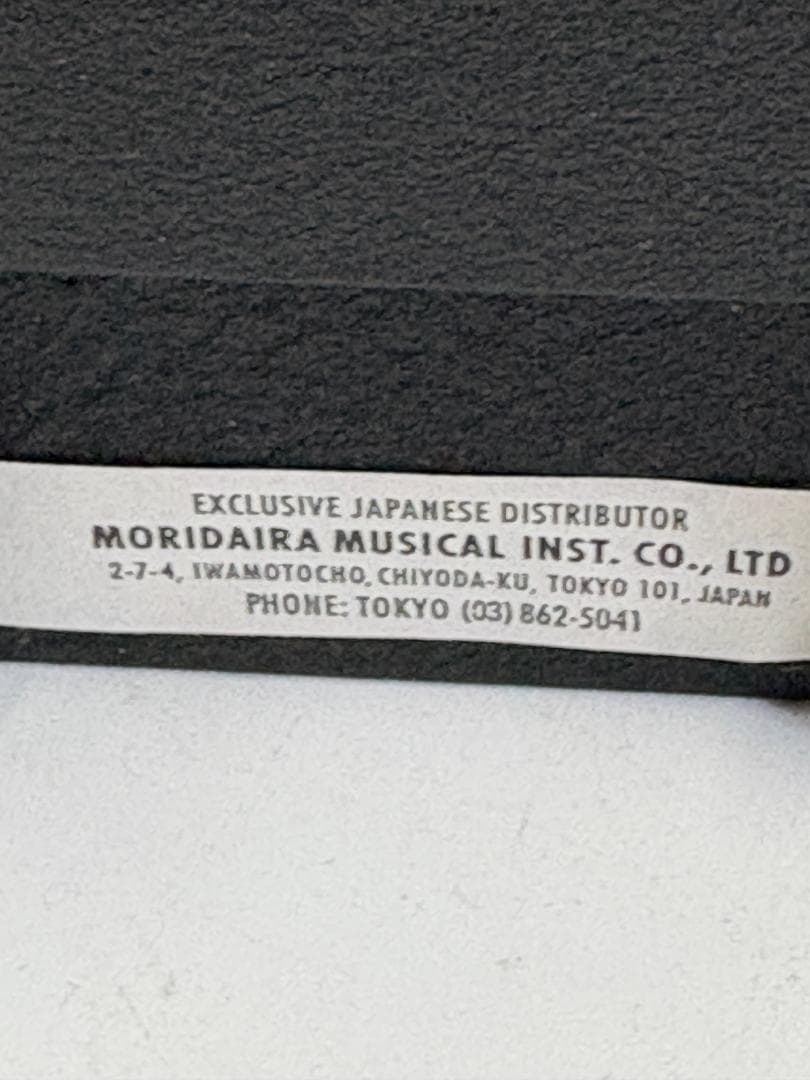 EXCLUSIVE JAPANESE DISTRIBUTOR
MORIDAIRA MUSICAL INST. CO., LTD
2-7-4, IWAMOTOCHO, CHIYODA-KU, TOKYO 101, JAPAN
PHONE: TOKYO (03) 862-5041